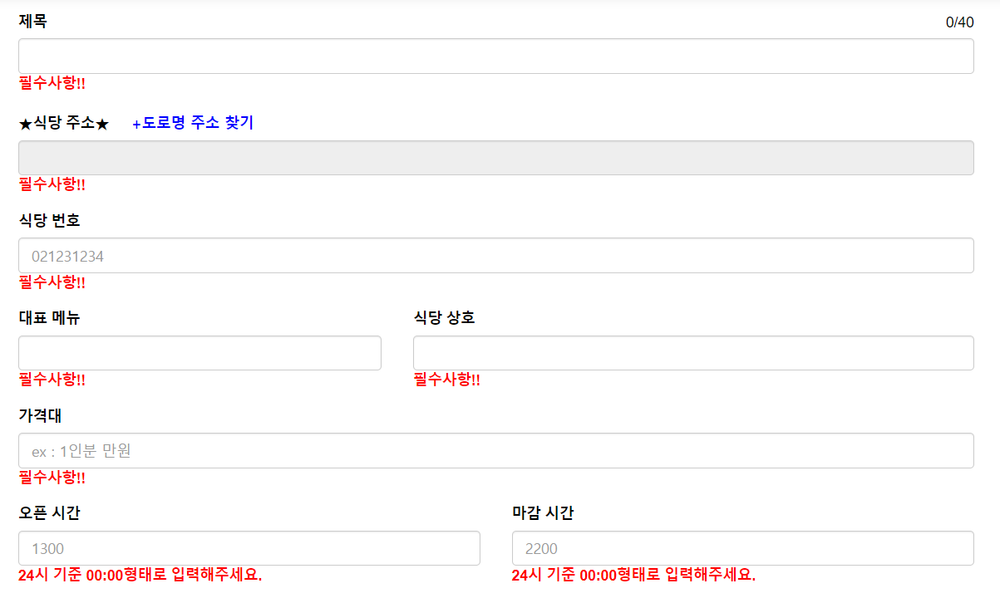 제목 0/40
필수사항!!
★식당 주소★ +도로명 주소 찾기
필수사항!!
식당 번호
021231234
필수사항!!
대표 메뉴 식당 상호
필수사항!! 필수사항!!
가격대
ex : 1인분 만원
필수사항!!
오픈 시간 마감 시간
1300 2200
24시 기준 00:00형태로 입력해주세요. 24시 기준 00:00형태로 입력해주세요.